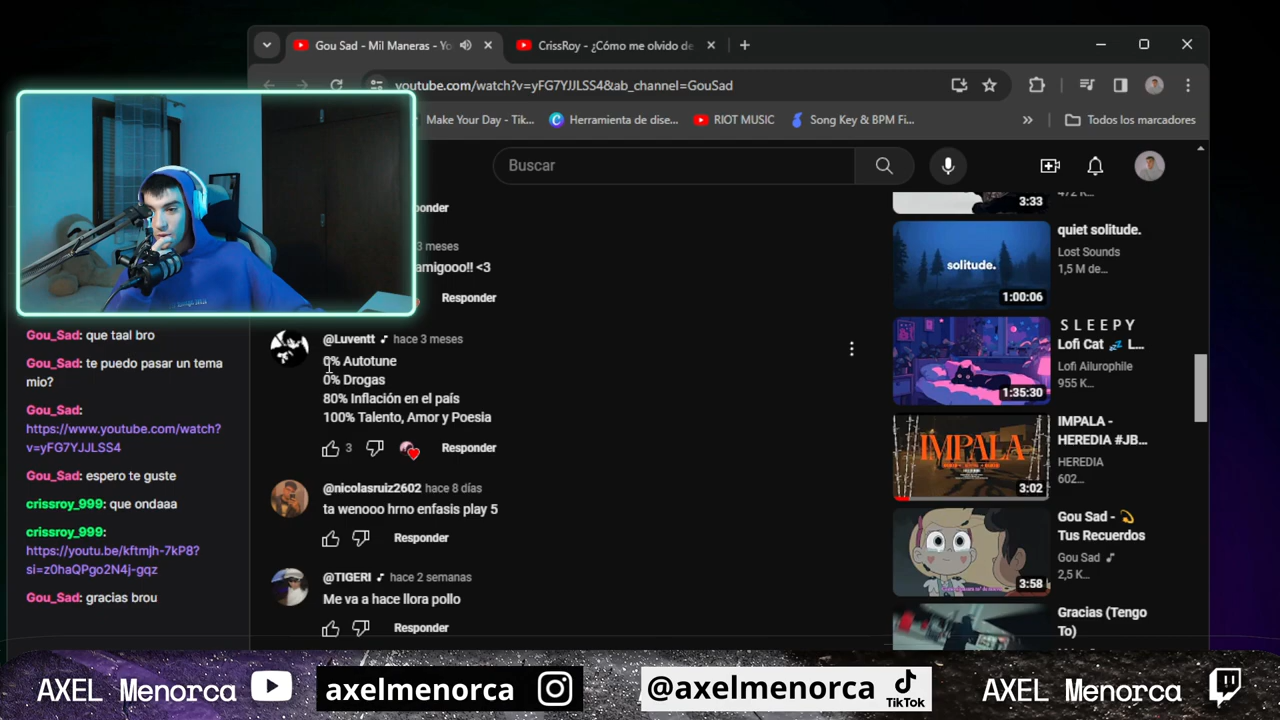 Gou Sad - Mil Maneras - Yo
CrissRoy - ¿Cómo me olvido de
youtube.com/watch?v=yFG7YJJLSS4&ab_channel=GouSad
Make Your Day - Tik...
Herramienta de dise...
RIOT MUSIC
Song Key & BPM Fi...
»
Todos los marcadores
Buscar
ponder
3 meses
amigooo!! <3
Responder
@Luventt hace 3 meses
0% Autotune
0% Drogas
80% Inflación en el país
100% Talento, Amor y Poesia
3
Responder
@nicolasruiz2602 hace 8 días
ta wenooo hrno enfasis play 5
Responder
@TIGERI hace 2 semanas
Me va a hace llora pollo
Responder
3:33
quiet solitude.
Lost Sounds
1,5 M de...
solitude.
1:00:06
S L E E P Y
Lofi Cat 💤 L...
Lofi Ailurophile
955 K...
1:35:30
IMPALA -
HEREDIA #JB...
HEREDIA
602...
IMPALA
3:02
Gou Sad - 💫
Tus Recuerdos
Gou Sad
2,5 K...
3:58
Gracias (Tengo
To)
Gou_Sad: que taal bro
Gou_Sad: te puedo pasar un tema
mio?
Gou_Sad:
https://www.youtube.com/watch?
v=yFG7YJJLSS4
Gou_Sad: espero te guste
crissroy_999: que ondaaa
crissroy_999:
https://youtu.be/kftmjh-7kP8?
si=z0haQPgo2N4j-gqz
Gou_Sad: gracias brou
AXEL Menorca
axelmenorca
@axelmenorca
TikTok
AXEL Menorca